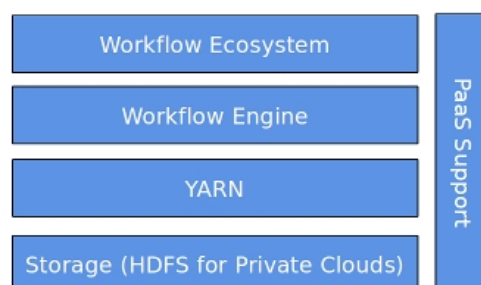 Workflow Ecosystem
Workflow Engine
YARN
Storage (HDFS for Private Clouds)
PaaS Support